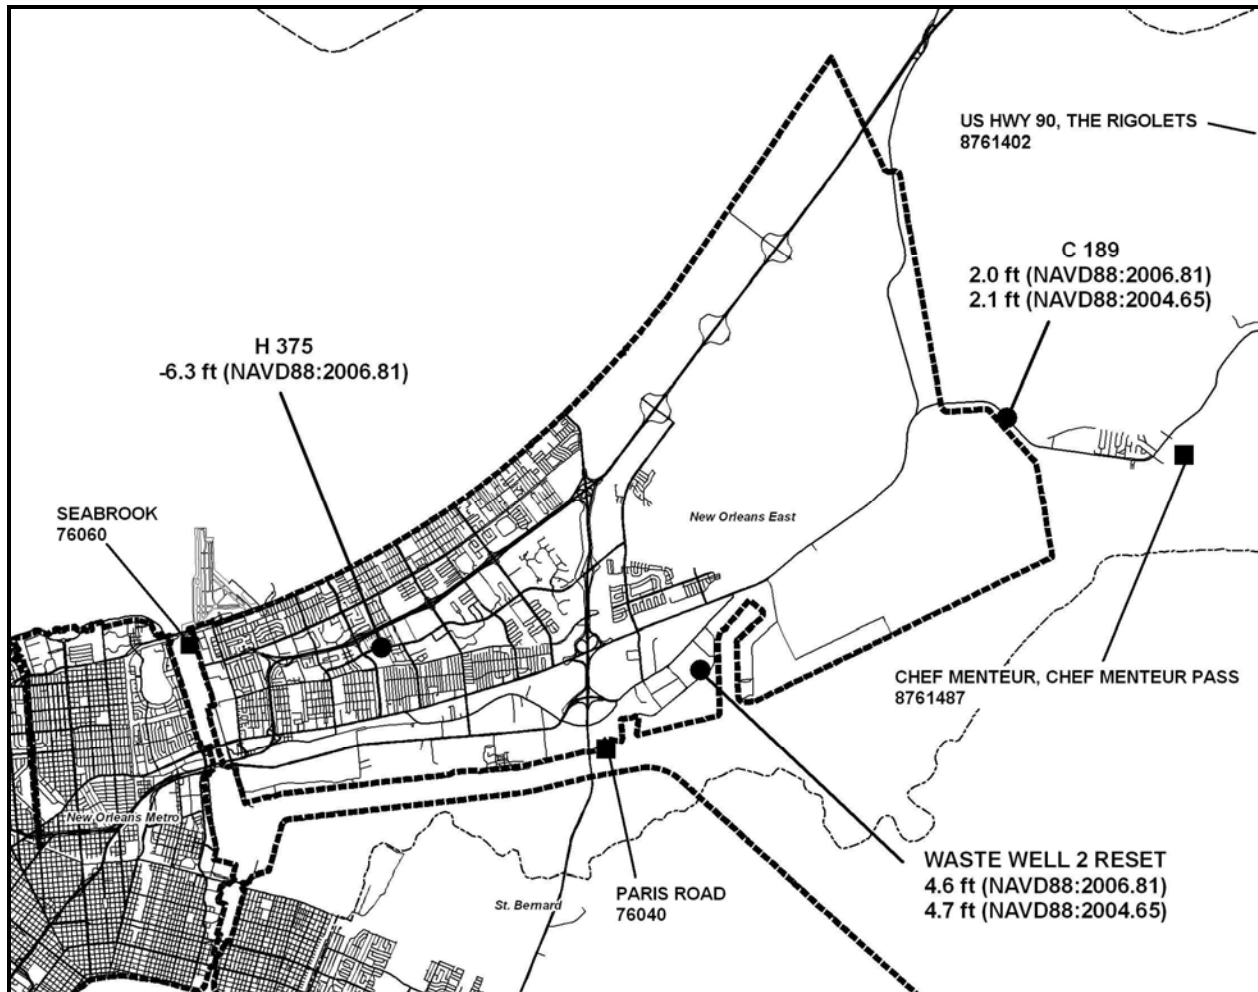 US HWY 90, THE RIGOLETS
8761402
C 189
2.0 ft (NAVD88:2006.81)
2.1 ft (NAVD88:2004.65)
H 375
-6.3 ft (NAVD88:2006.81)
SEABROOK
76060
New Orleans East
CHEF MENTEUR, CHEF MENTEUR PASS
8761487
New Orleans Metro
WASTE WELL 2 RESET
4.6 ft (NAVD88:2006.81)
4.7 ft (NAVD88:2004.65)
PARIS ROAD
76040
St. Bernard